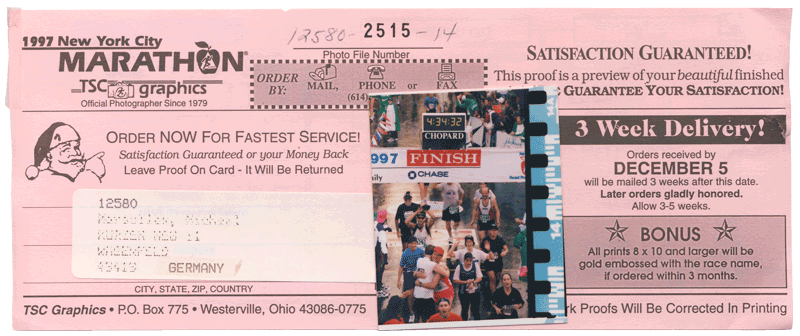 12580- 2515 -14
Photo File Number
1997 New York City
MARATHON
TSC graphics
Official Photographer Since 1979
ORDER BY: MAIL, PHONE or FAX
(614)
SATISFACTION GUARANTEED!
This proof is a preview of your beautiful finished
GUARANTEE YOUR SATISFACTION!
ORDER NOW FOR FASTEST SERVICE!
Satisfaction Guaranteed or your Money Back
Leave Proof On Card - It Will Be Returned
4:34:32
CHOPARD
997 FINISH
CHASE
14
14
3 Week Delivery!
Orders received by
DECEMBER 5
will be mailed 3 weeks after this date.
Later orders gladly honored.
Allow 3-5 weeks.
BONUS
All prints 8 x 10 and larger will be
gold embossed with the race name,
if ordered within 3 months.
12580
WAGENFELD
49419 GERMANY
CITY, STATE, ZIP, COUNTRY
TSC Graphics • P.O. Box 775 • Westerville, Ohio 43086-0775
rk Proofs Will Be Corrected In Printing